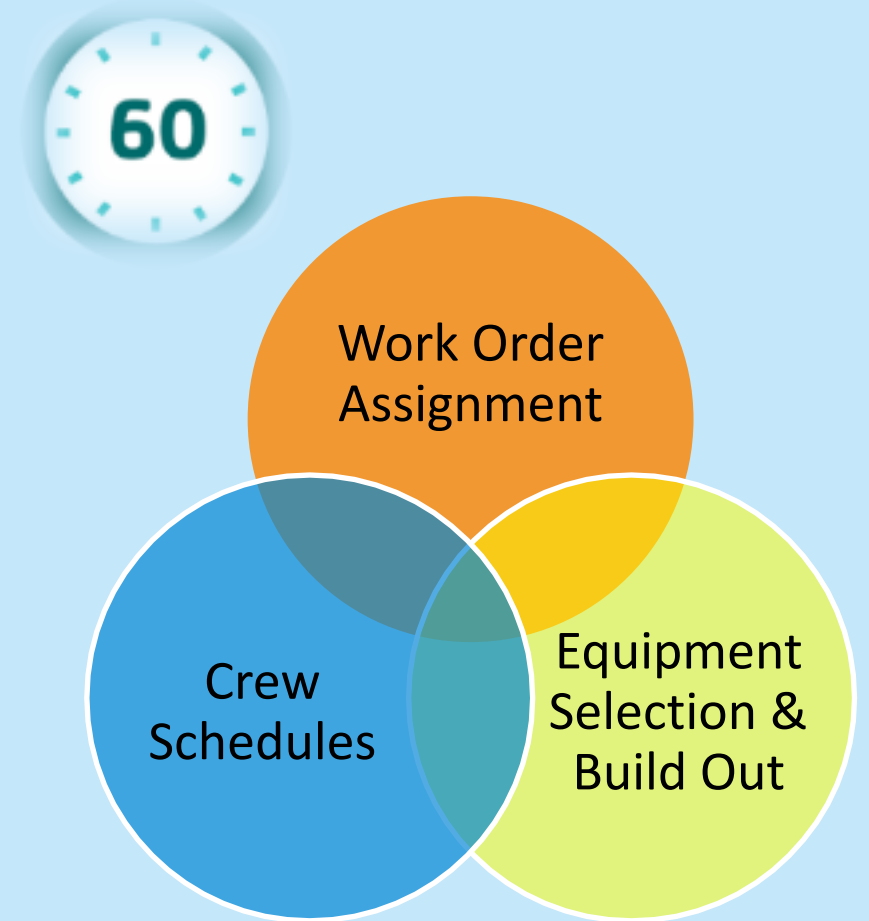 60
Work Order
Assignment
Crew
Schedules
Equipment
Selection &
Build Out